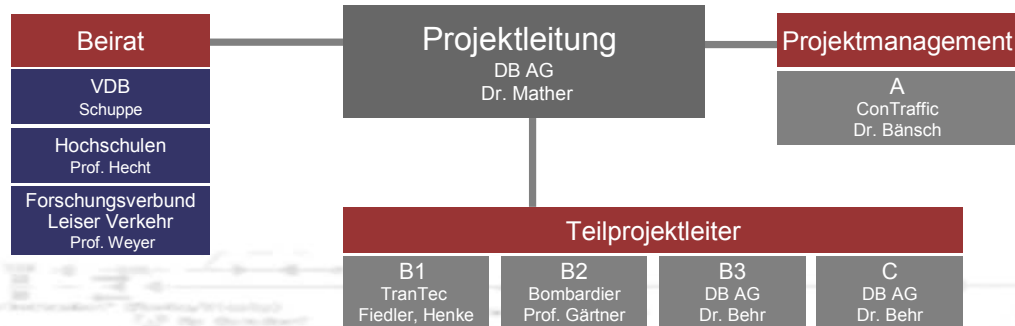 Beirat
VDB
Schuppe
Hochschulen
Prof. Hecht
Forschungsverbund
Leiser Verkehr
Prof. Weyer
Projektleitung
DB AG
Dr. Mather
Projektmanagement
A
ConTraffic
Dr. Bänsch
Teilprojektleiter
B1
TranTec
Fiedler, Henke
B2
Bombardier
Prof. Gärtner
B3
DB AG
Dr. Behr
C
DB AG
Dr. Behr